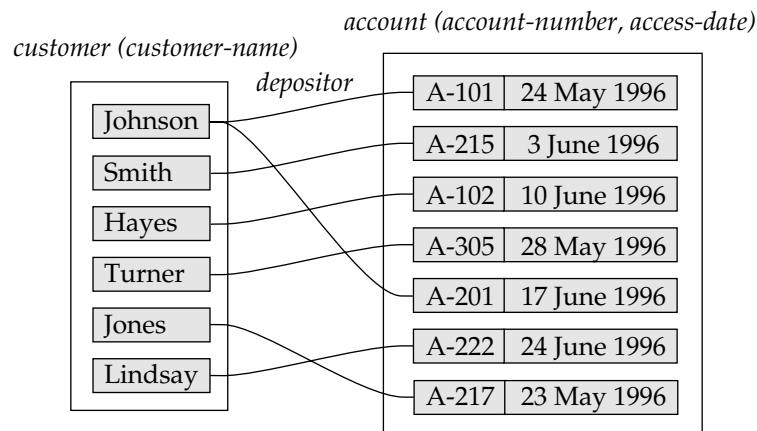 account (account-number, access-date)
customer (customer-name)
depositor
Johnson
Smith
Hayes
Turner
Jones
Lindsay
A-101 24 May 1996
A-215 3 June 1996
A-102 10 June 1996
A-305 28 May 1996
A-201 17 June 1996
A-222 24 June 1996
A-217 23 May 1996